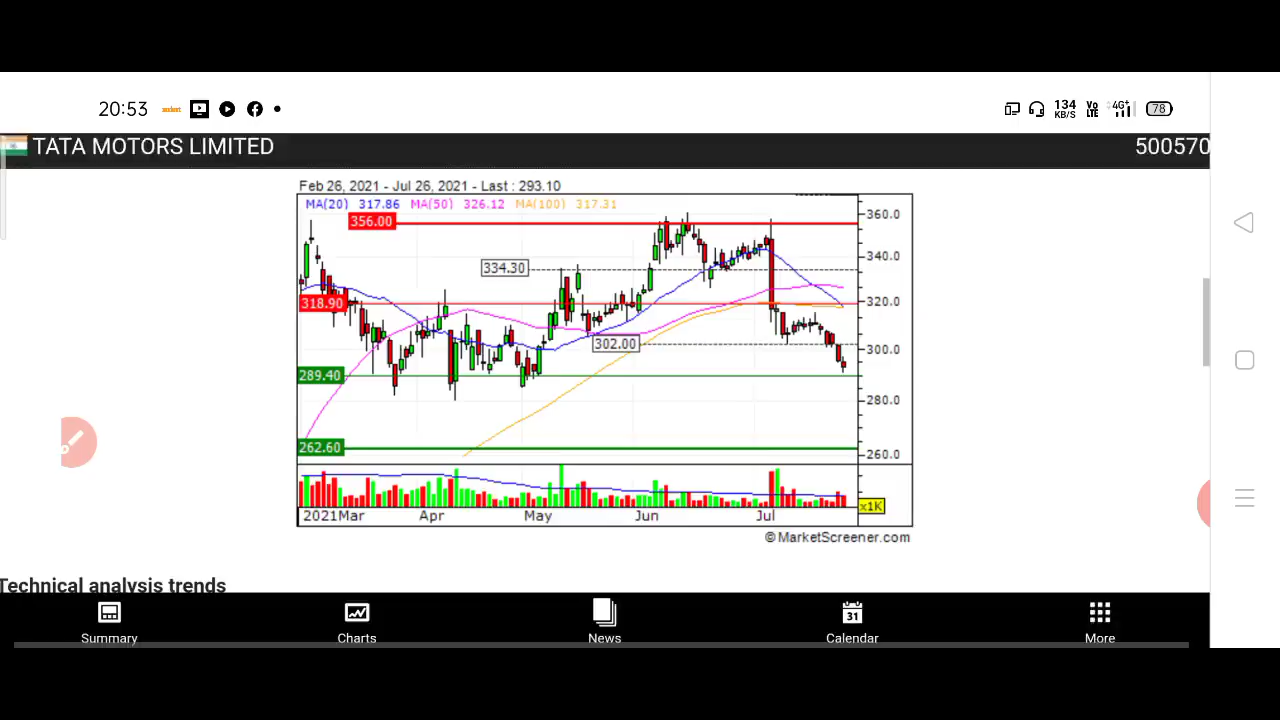 20:53
134 KB/S Vo LTE 4G+ 78
TATA MOTORS LIMITED 500570
Feb 26, 2021 - Jul 26, 2021 - Last : 293.10
MA(20) 317.86 MA(50) 326.12 MA(100) 317.31
356.00
360.0
340.0
334.30
318.90
320.0
302.00
300.0
289.40
280.0
262.60
260.0
x1K
2021Mar Apr May Jun Jul
©MarketScreener.com
Technical analysis trends
31
Summary Charts News Calendar More